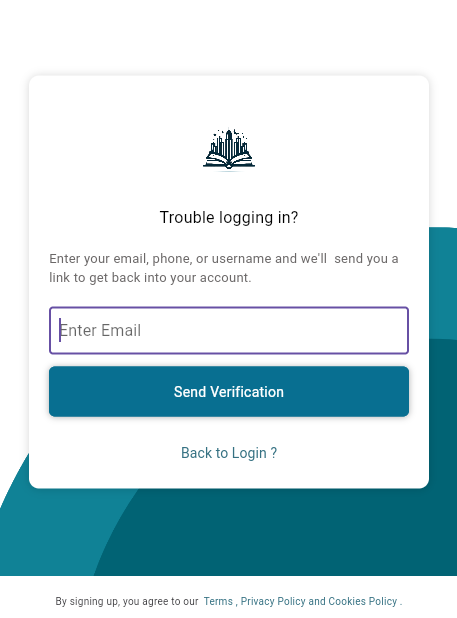 Trouble logging in?
Enter your email, phone, or username and we'll  send you a
link to get back into your account.
Enter Email
Send Verification
Back to Login ?
By signing up, you agree to our  Terms , Privacy Policy and Cookies Policy .